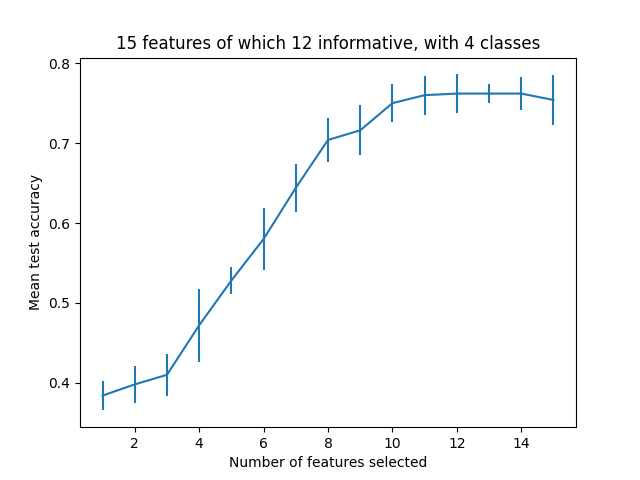 15 features of which 12 informative, with 4 classes
0.8
0.7
0.6
0.5
0.4
Mean test accuracy
2 4 6 8 10 12 14
Number of features selected